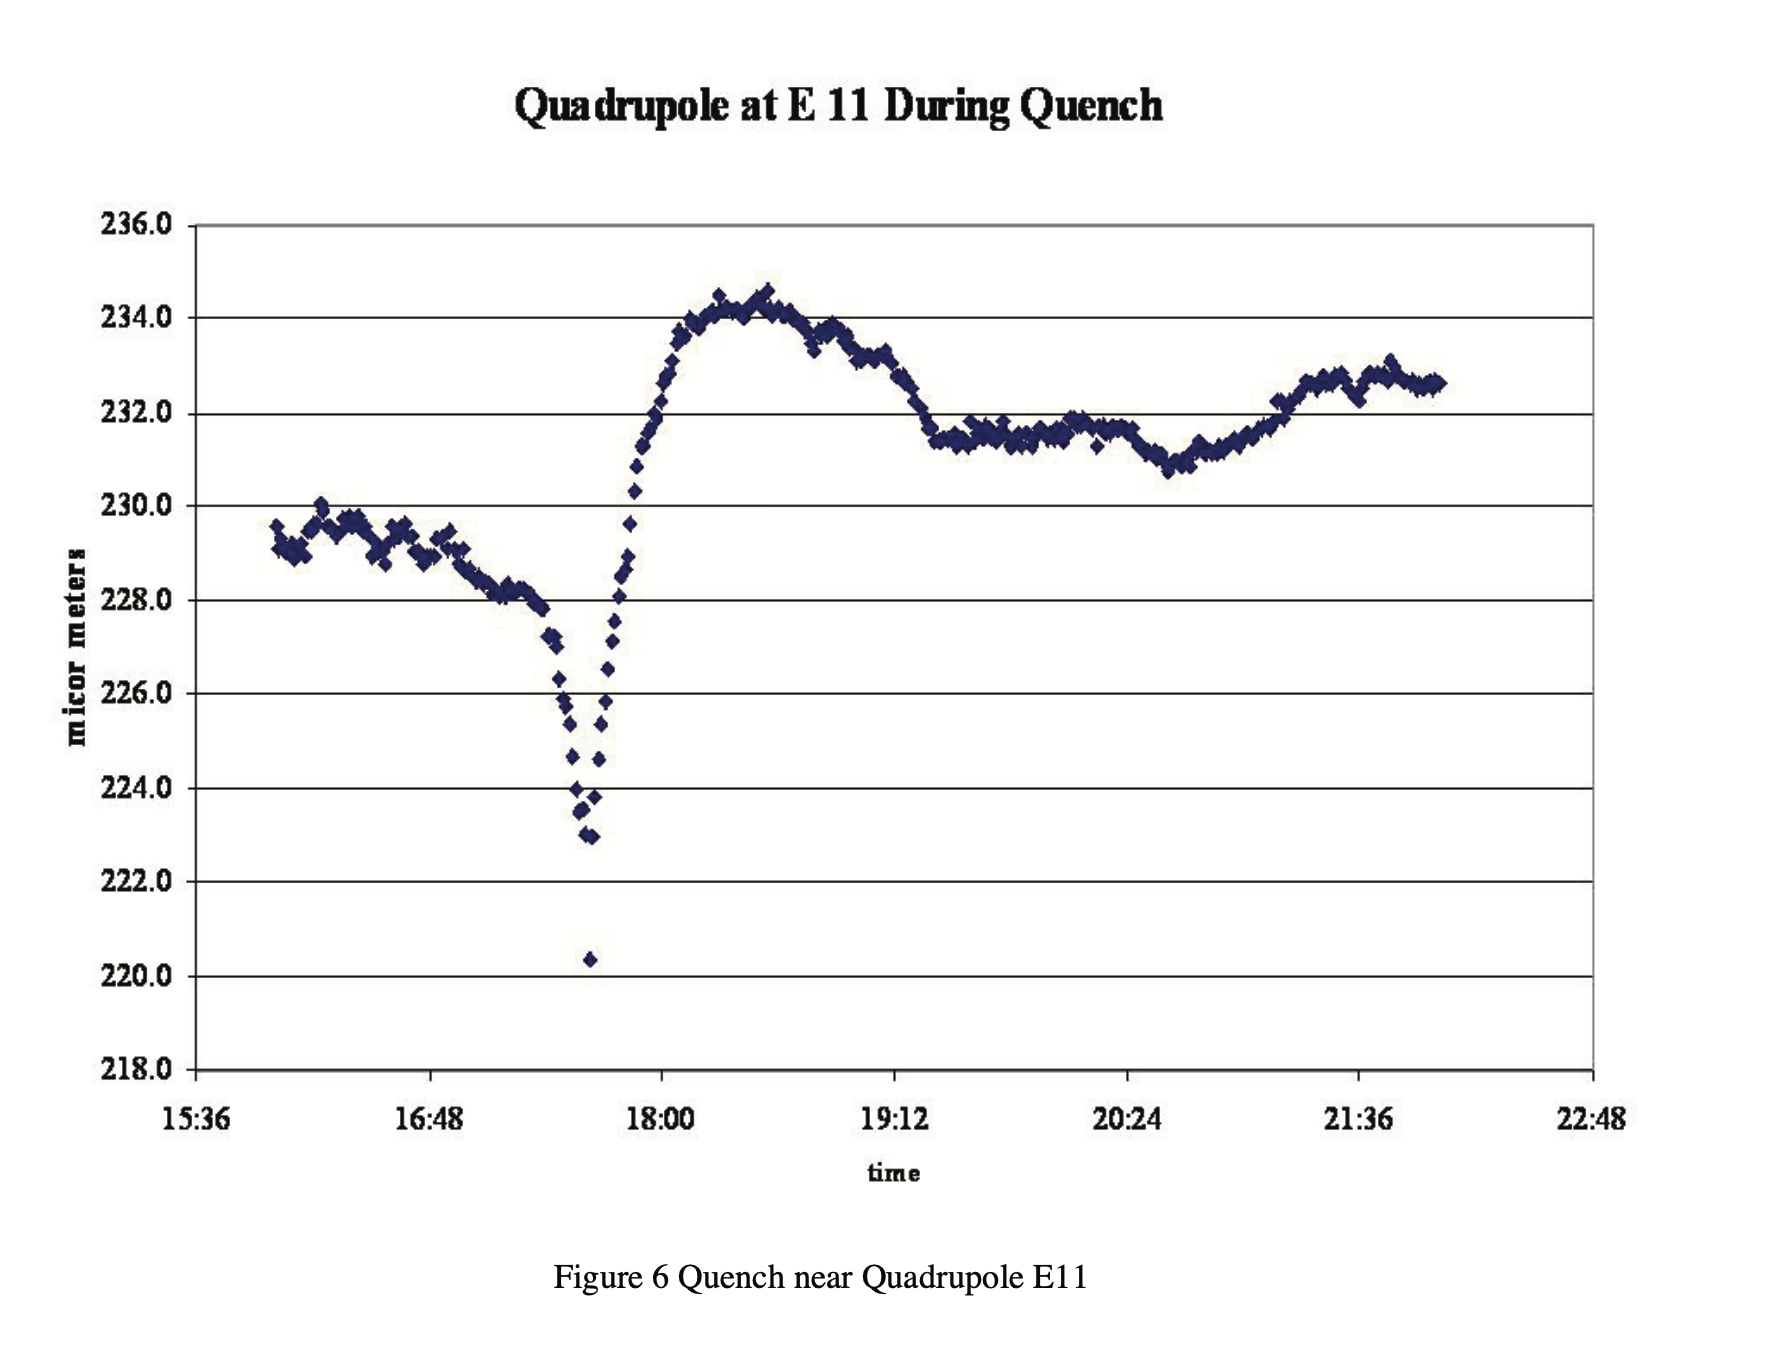 Quadrupole at E 11 During Quench
236.0
234.0
232.0
230.0
228.0
226.0
224.0
222.0
220.0
218.0
micor meters
15:36 16:48 18:00 19:12 20:24 21:36 22:48
time
Figure 6 Quench near Quadrupole E11